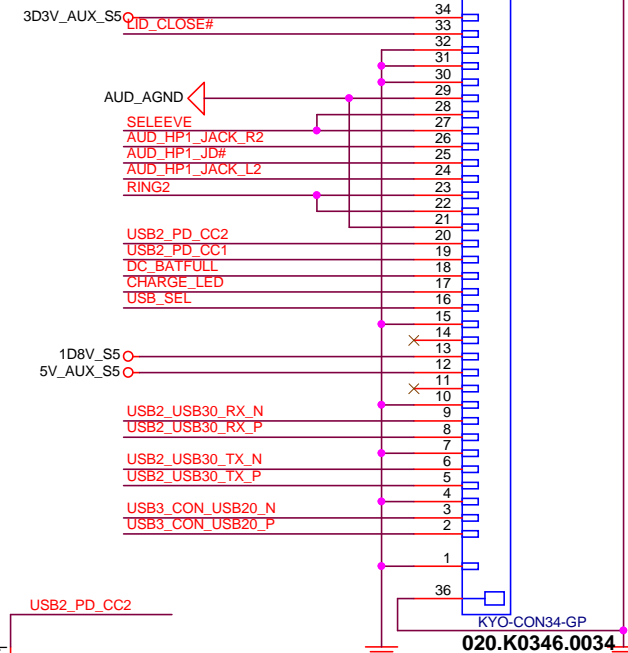 34
3D3V_AUX_S5
LID_CLOSE#
33
32
31
30
29
AUD_AGND
28
SELEEVE
27
AUD_HP1_JACK_R2
26
AUD_HP1_JD#
25
AUD_HP1_JACK_L2
24
RING2
23
22
21
USB2_PD_CC2
20
USB2_PD_CC1
19
DC_BATFULL
18
CHARGE_LED
17
USB_SEL
16
15
14
1D8V_S5
13
5V_AUX_S5
12
11
10
USB2_USB30_RX_N
9
USB2_USB30_RX_P
8
7
USB2_USB30_TX_N
6
USB2_USB30_TX_P
5
4
USB3_CON_USB20_N
3
USB3_CON_USB20_P
2
1
36
USB2_PD_CC2
KYO-CON34-GP
020.K0346.0034